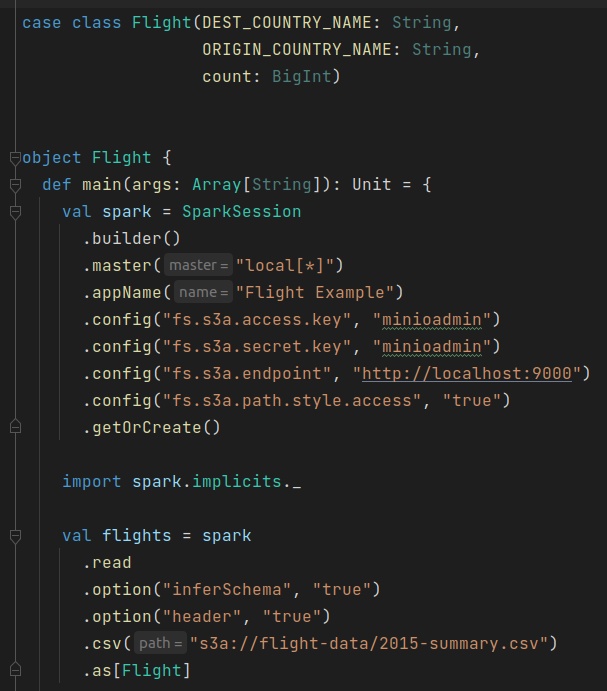 case class Flight(DEST_COUNTRY_NAME: String,
                  ORIGIN_COUNTRY_NAME: String,
                  count: BigInt)
object Flight {
  def main(args: Array[String]): Unit = {
    val spark = SparkSession
      .builder()
      .master( master = "local[*]")
      .appName( name = "Flight Example")
      .config("fs.s3a.access.key", "minioadmin")
      .config("fs.s3a.secret.key", "minioadmin")
      .config("fs.s3a.endpoint", "http://localhost:9000")
      .config("fs.s3a.path.style.access", "true")
      .getOrCreate()
    import spark.implicits._
    val flights = spark
      .read
      .option("inferSchema", "true")
      .option("header", "true")
      .csv( path = "s3a://flight-data/2015-summary.csv")
      .as[Flight]